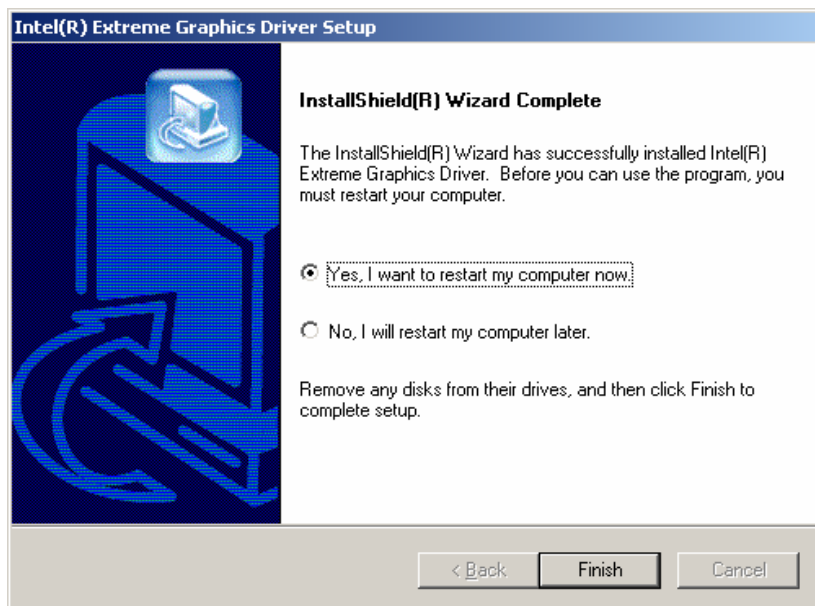 Intel(R) Extreme Graphics Driver Setup
InstallShield(R) Wizard Complete
The InstallShield(R) Wizard has successfully installed Intel(R)
Extreme Graphics Driver.  Before you can use the program, you
must restart your computer.
Yes, I want to restart my computer now.
No, I will restart my computer later.
Remove any disks from their drives, and then click Finish to
complete setup.
< Back
Finish
Cancel